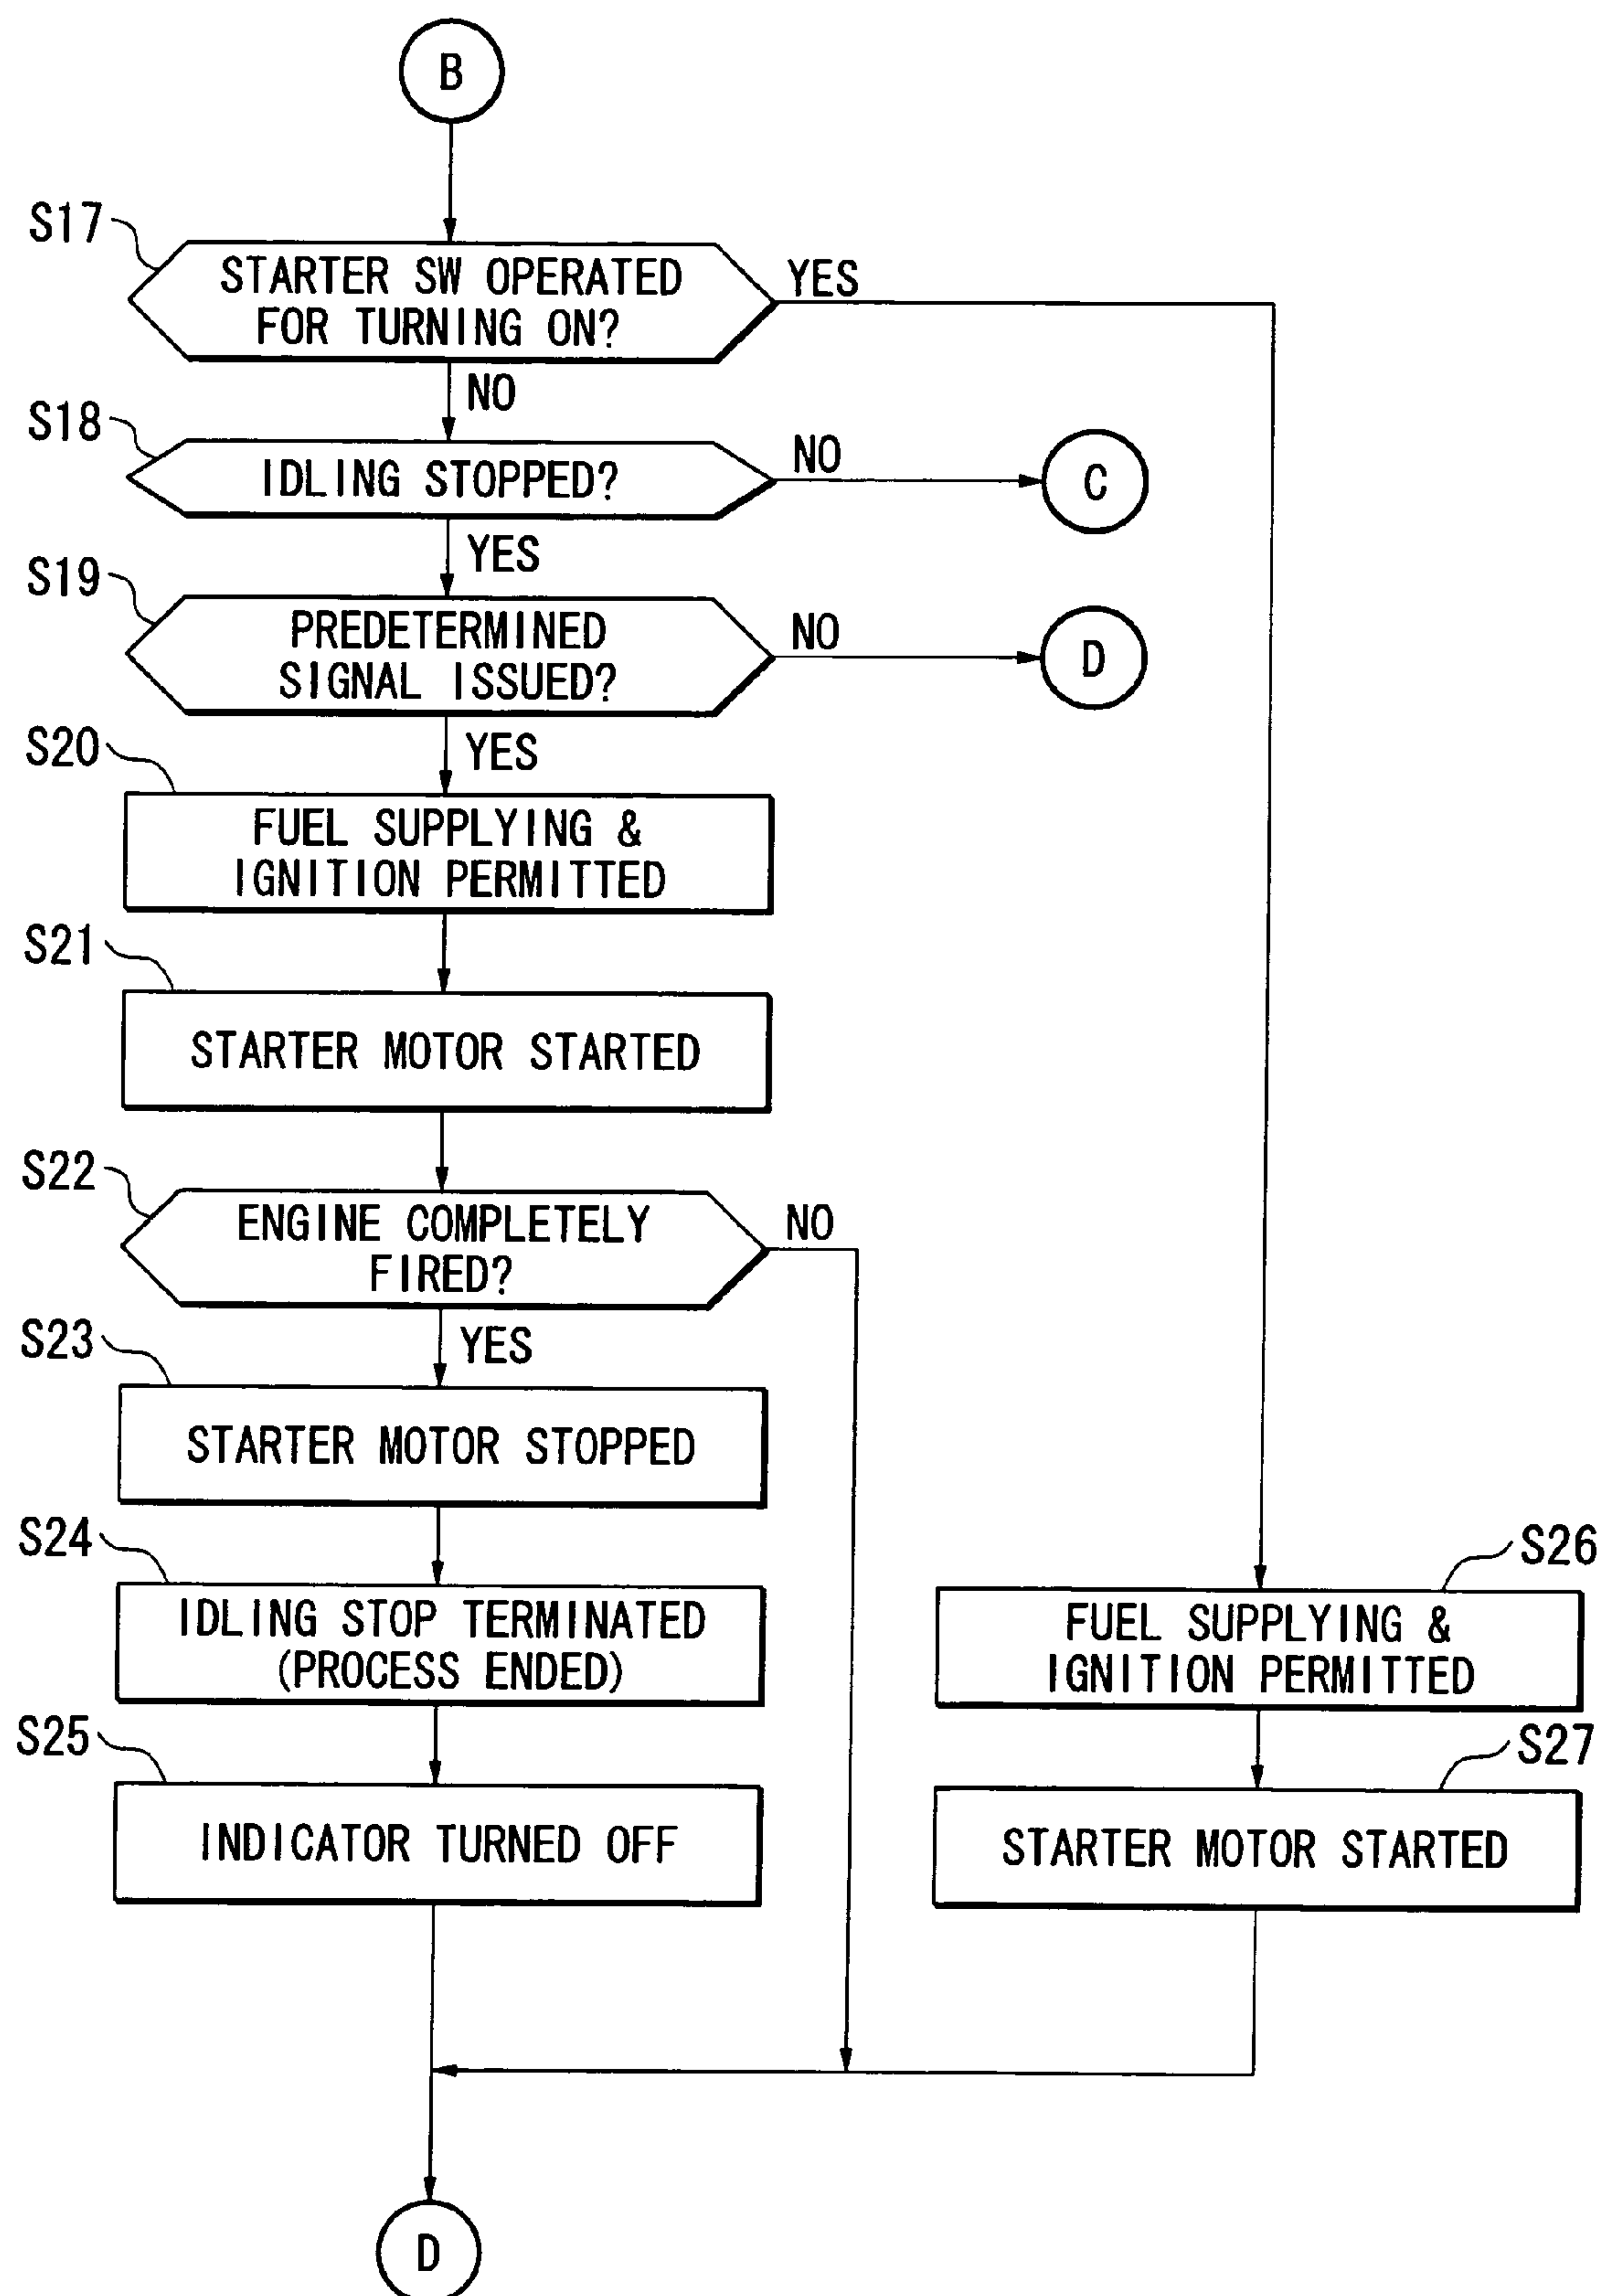 B
S17
STARTER SW OPERATED
FOR TURNING ON?
YES
NO
S18
IDLING STOPPED?
NO
C
YES
S19
PREDETERMINED
SIGNAL ISSUED?
NO
D
YES
S20
FUEL SUPPLYING &
IGNITION PERMITTED
S21
STARTER MOTOR STARTED
S22
ENGINE COMPLETELY
FIRED?
NO
YES
S23
STARTER MOTOR STOPPED
S24
IDLING STOP TERMINATED
(PROCESS ENDED)
S26
FUEL SUPPLYING &
IGNITION PERMITTED
S25
INDICATOR TURNED OFF
S27
STARTER MOTOR STARTED
D